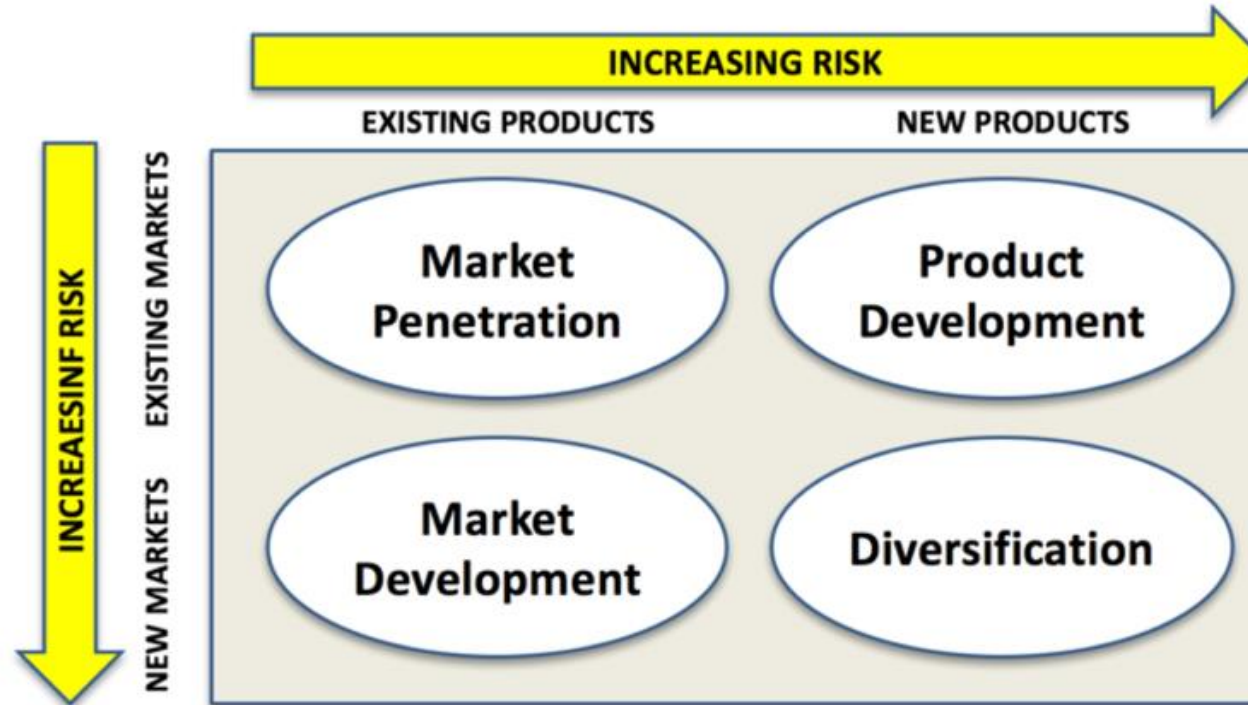 INCREASING RISK
EXISTING PRODUCTS
NEW PRODUCTS
INCREAESINF RISK
EXISTING MARKETS
NEW MARKETS
Market
Penetration
Product
Development
Market
Development
Diversification